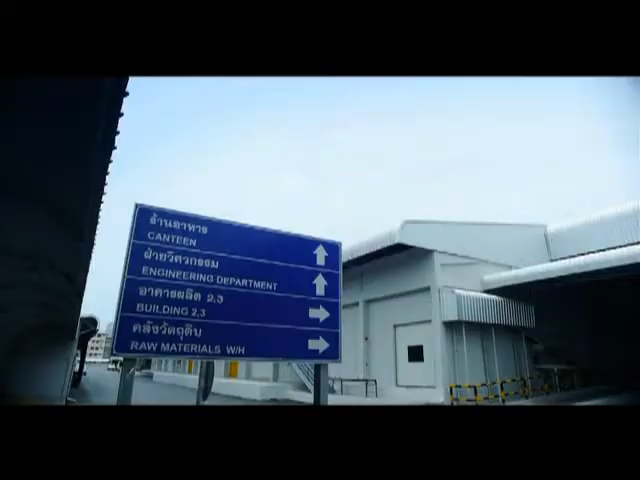 ร้านอาหาร
CANTEEN
ฝ่ายวิศวกรรม
ENGINEERING DEPARTMENT
อาคารผลิต 2,3
BUILDING 2,3
คลังวัตถุดิบ
RAW MATERIALS W/H